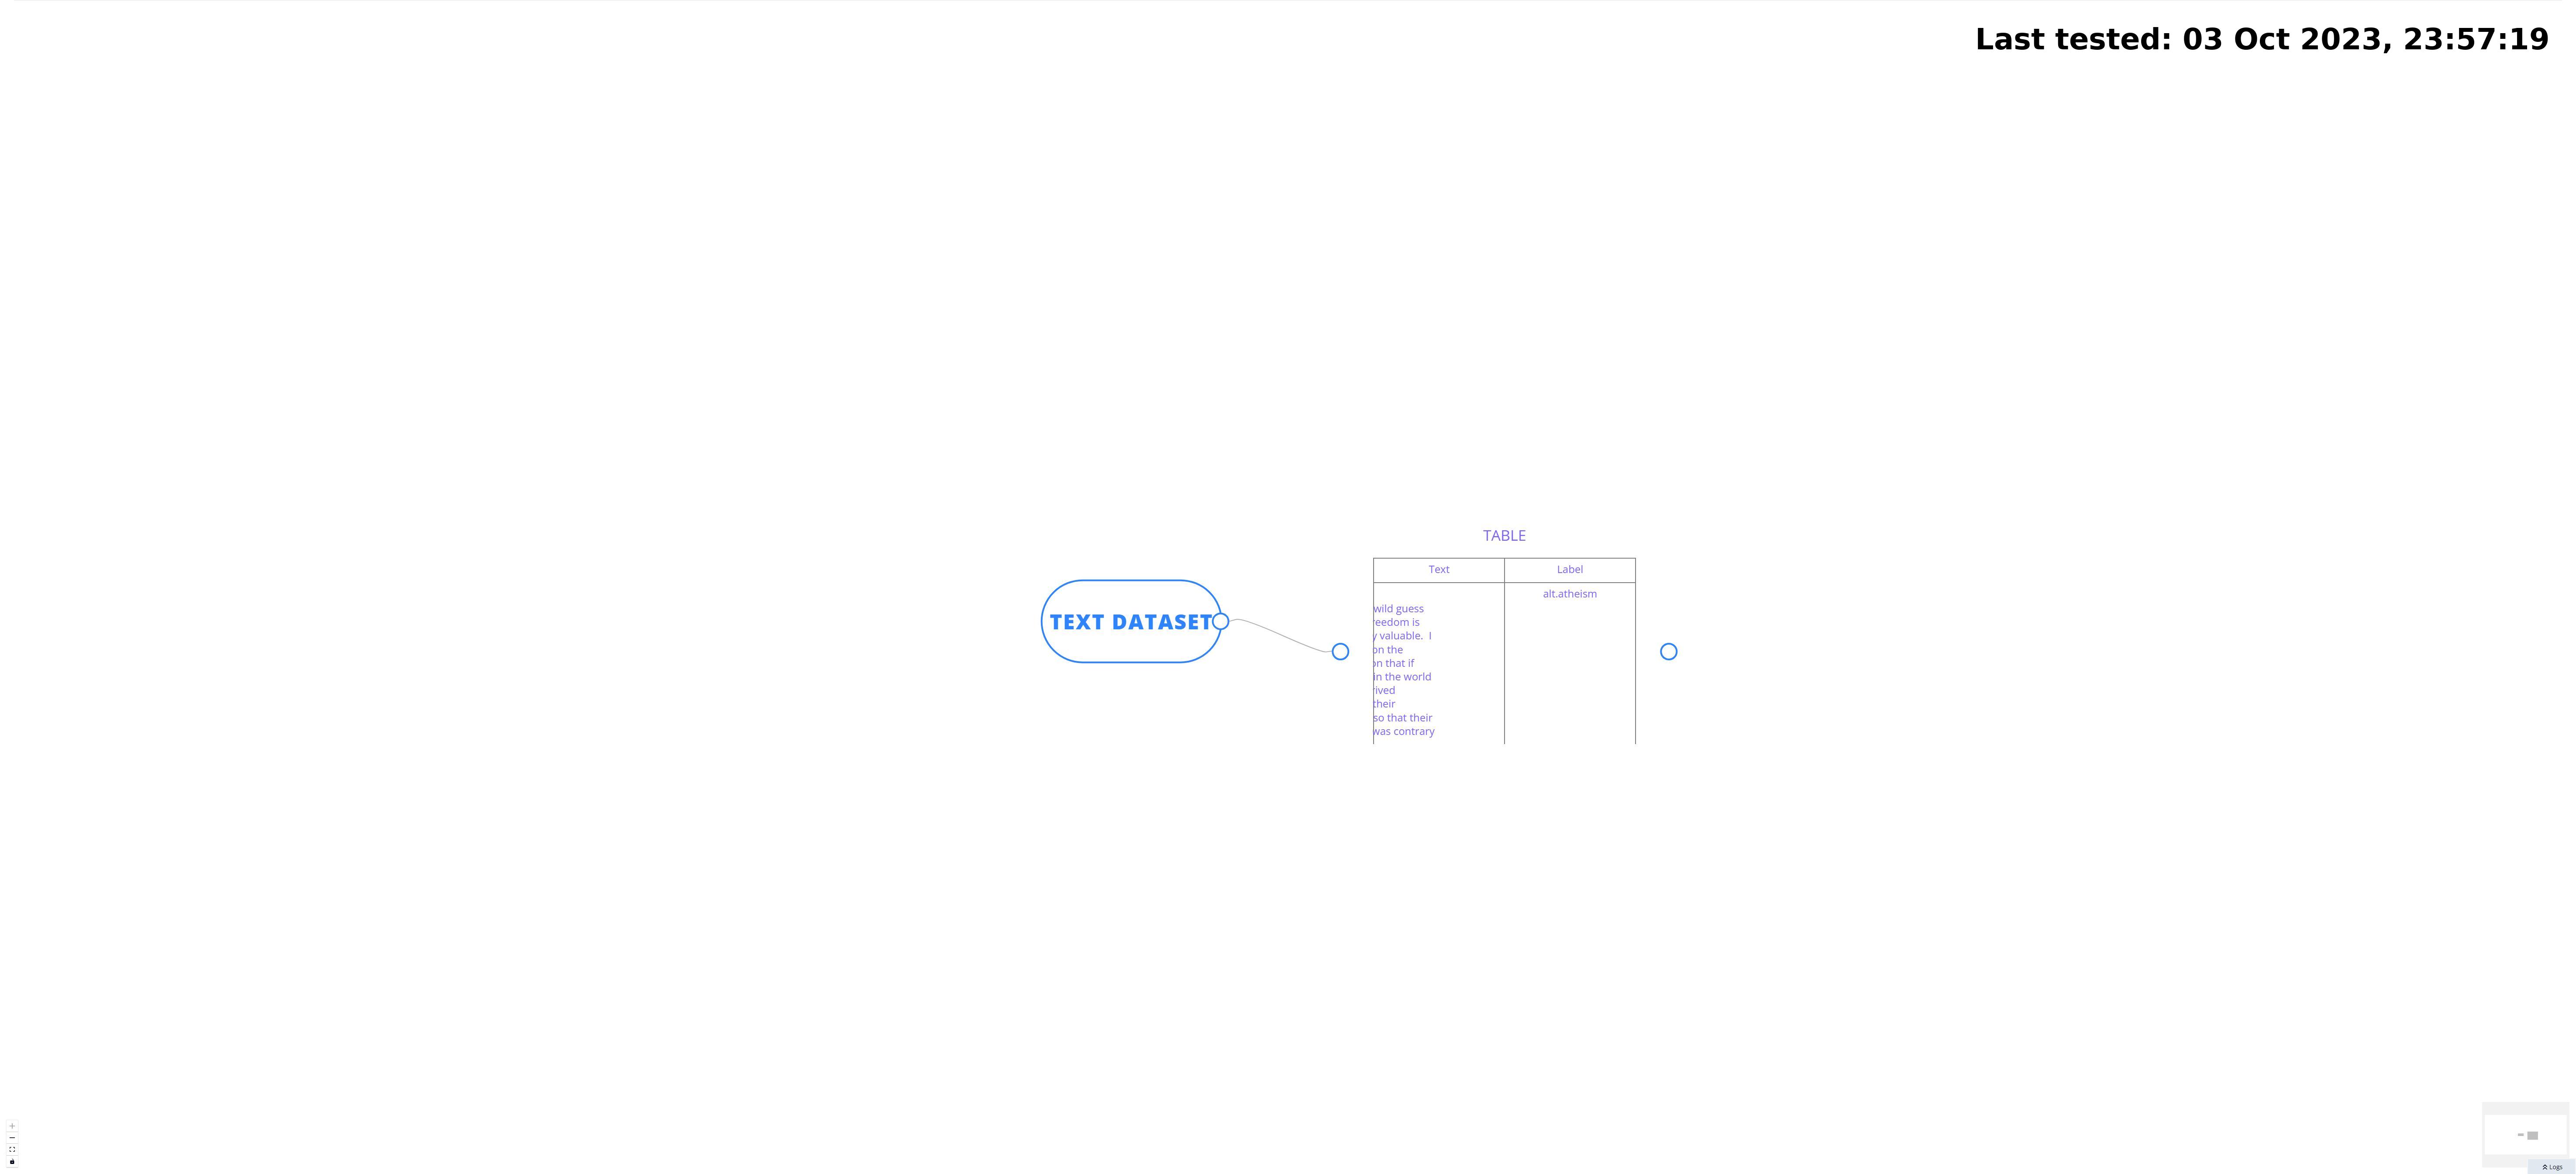 Last tested: 03 Oct 2023, 23:57:19
TABLE
Text
Label
alt.atheism
wild guess
reedom is
y valuable. I
on the
on that if
in the world
rived
their
so that their
was contrary
TEXT DATASET
Logs